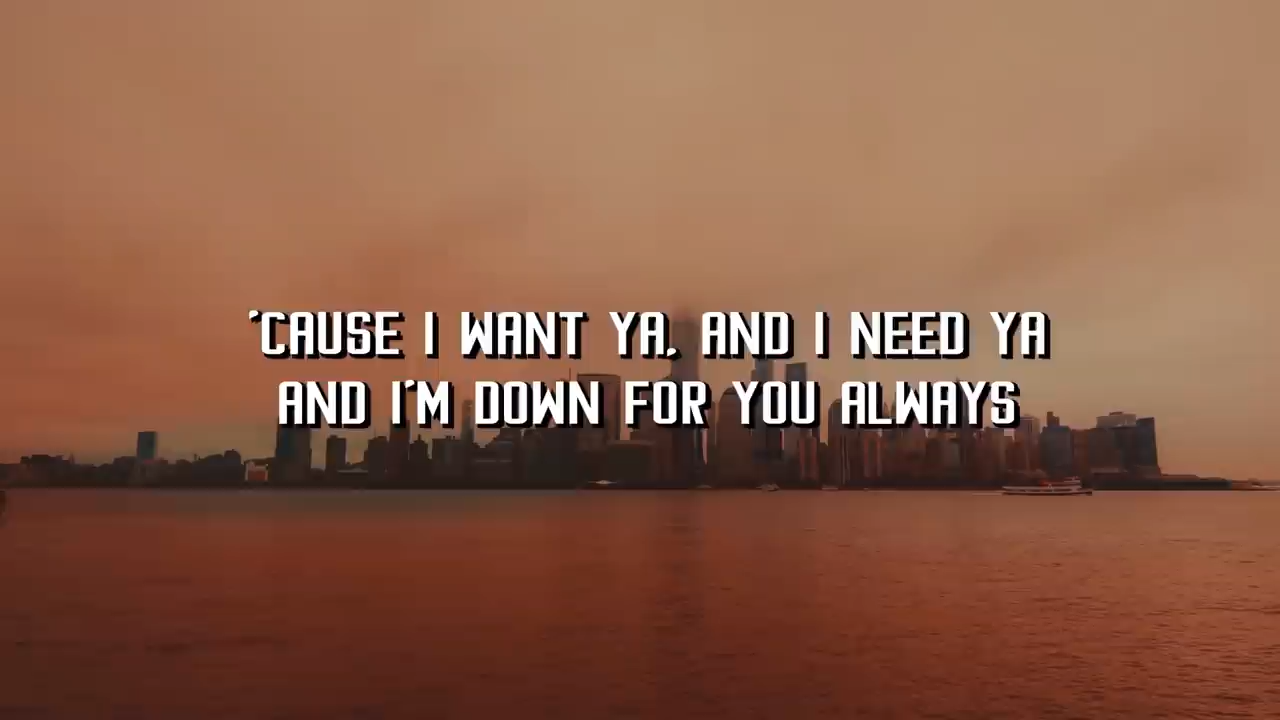 'CAUSE I WANT YA, AND I NEED YA
AND I'M DOWN FOR YOU ALWAYS